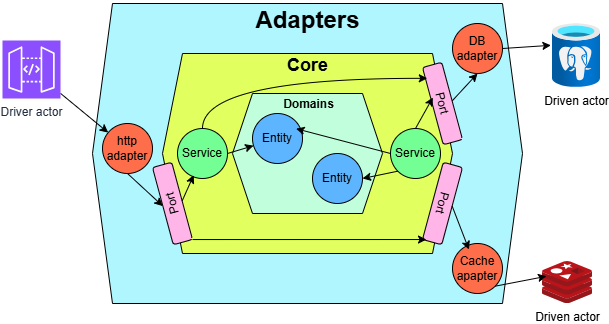 Adapters
Core
Domains
Driver actor
http
adapter
Port
Service
Entity
Entity
Service
Port
DB
adapter
Driven actor
Port
Cache
apapter
Driven actor